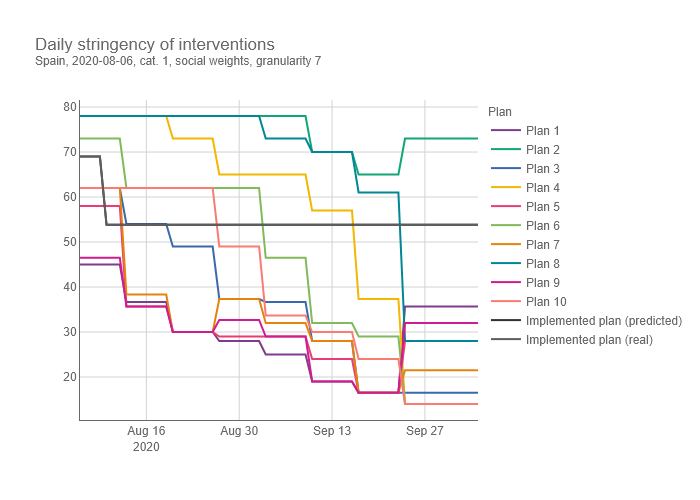 Daily stringency of interventions
Spain, 2020-08-06, cat. 1, social weights, granularity 7
80
70
60
50
40
30
20
Aug 16
2020
Aug 30
Sep 13
Sep 27
Plan
Plan 1
Plan 2
Plan 3
Plan 4
Plan 5
Plan 6
Plan 7
Plan 8
Plan 9
Plan 10
Implemented plan (predicted)
Implemented plan (real)